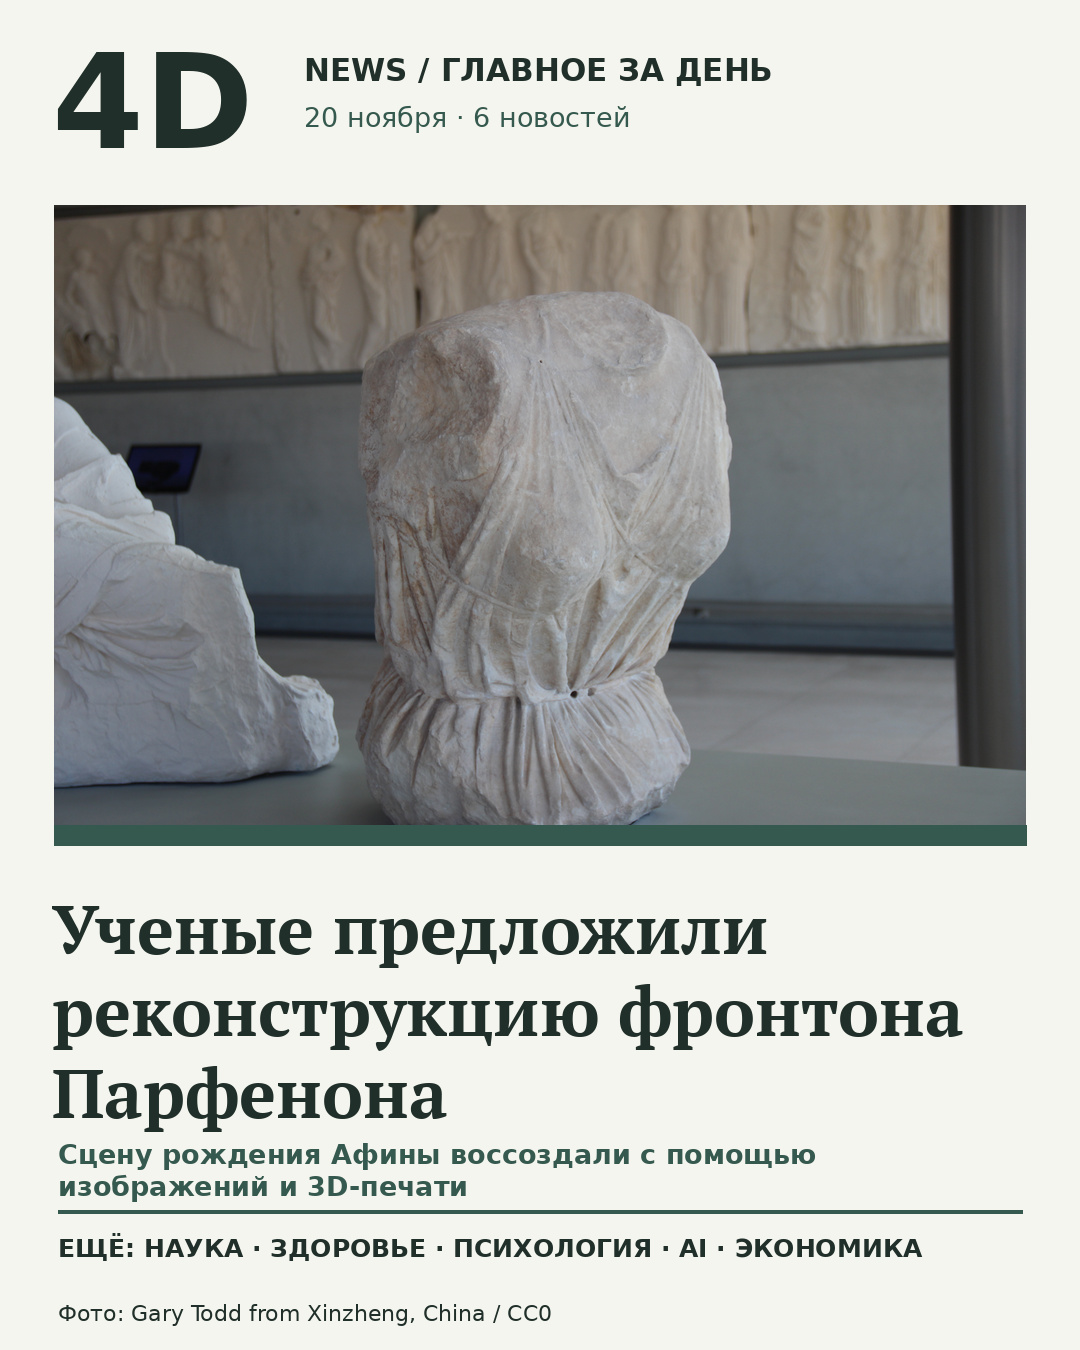 4D
NEWS / ГЛАВНОЕ ЗА ДЕНЬ
20 ноября · 6 новостей
Ученые предложили
реконструкцию фронтона
Парфенона
Сцену рождения Афины воссоздали с помощью
изображений и 3D-печати
ЕЩЁ: НАУКА · ЗДОРОВЬЕ · ПСИХОЛОГИЯ · AI · ЭКОНОМИКА
Фото: Gary Todd from Xinzheng, China / CC0